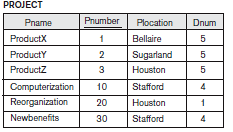 PROJECT
Pname Pnumber Plocation Dnum
ProductX 1 Bellaire 5
ProductY 2 Sugarland 5
ProductZ 3 Houston 5
Computerization 10 Stafford 4
Reorganization 20 Houston 1
Newbenefits 30 Stafford 4